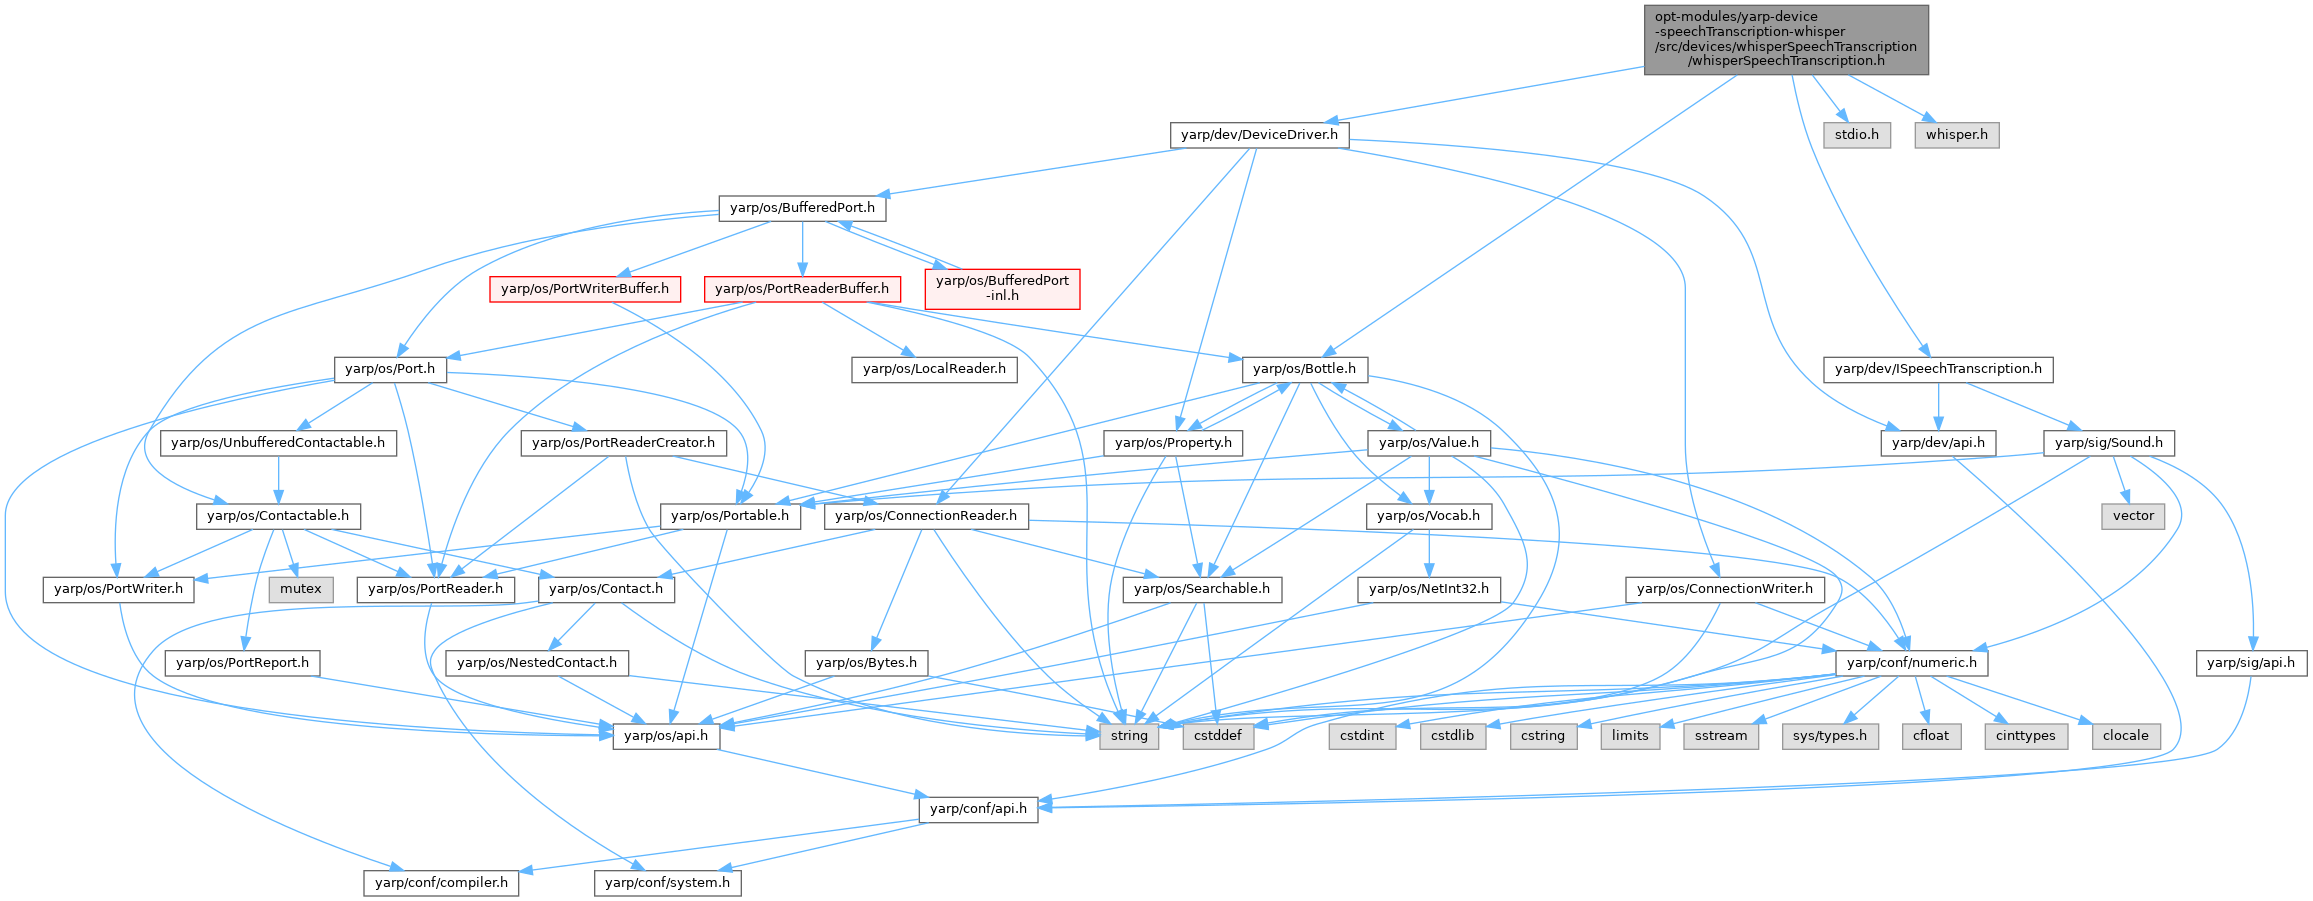 opt-modules/yarp-device
-speechTranscription-whisper
/src/devices/whisperSpeechTranscription
/whisperSpeechTranscription.h
yarp/dev/DeviceDriver.h
stdio.h
whisper.h
yarp/os/BufferedPort.h
yarp/os/PortWriterBuffer.h
yarp/os/PortReaderBuffer.h
yarp/os/BufferedPort
-inl.h
yarp/os/Port.h
yarp/os/LocalReader.h
yarp/os/Bottle.h
yarp/dev/ISpeechTranscription.h
yarp/os/UnbufferedContactable.h
yarp/os/PortReaderCreator.h
yarp/os/Property.h
yarp/os/Value.h
yarp/dev/api.h
yarp/sig/Sound.h
yarp/os/Contactable.h
yarp/os/Portable.h
yarp/os/ConnectionReader.h
yarp/os/Vocab.h
vector
yarp/os/PortWriter.h
mutex
yarp/os/PortReader.h
yarp/os/Contact.h
yarp/os/Searchable.h
yarp/os/NetInt32.h
yarp/os/ConnectionWriter.h
yarp/os/PortReport.h
yarp/os/NestedContact.h
yarp/os/Bytes.h
yarp/conf/numeric.h
yarp/sig/api.h
yarp/os/api.h
string
cstddef
cstdint
cstdlib
cstring
limits
sstream
sys/types.h
cfloat
cinttypes
clocale
yarp/conf/api.h
yarp/conf/compiler.h
yarp/conf/system.h